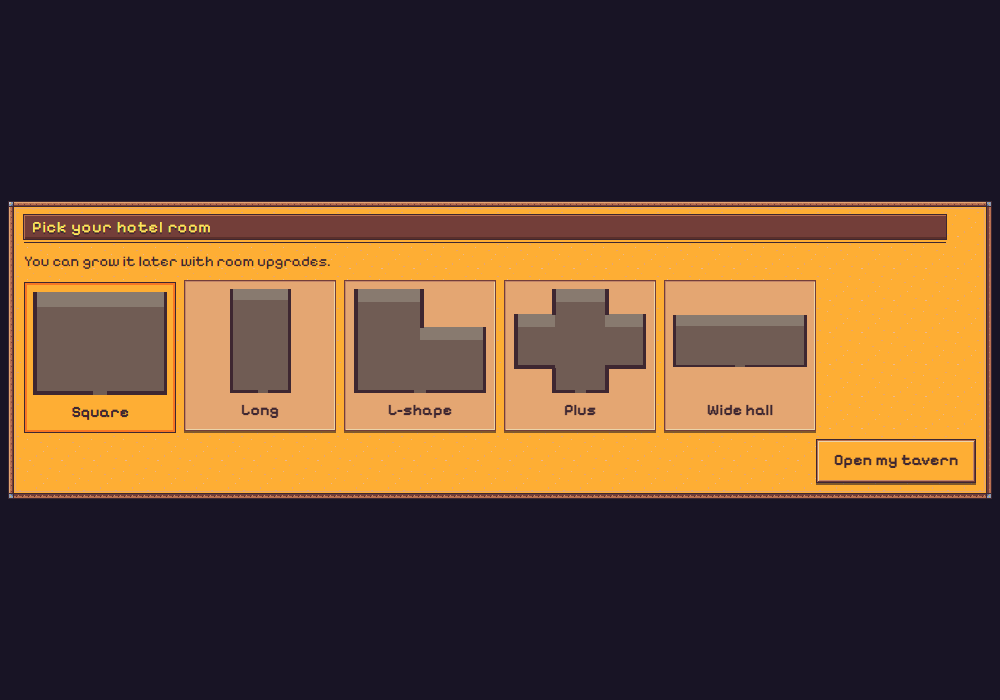 Pick your hotel room
You can grow it later with room upgrades.
Square
Long
L-shape
Plus
Wide hall
Open my tavern